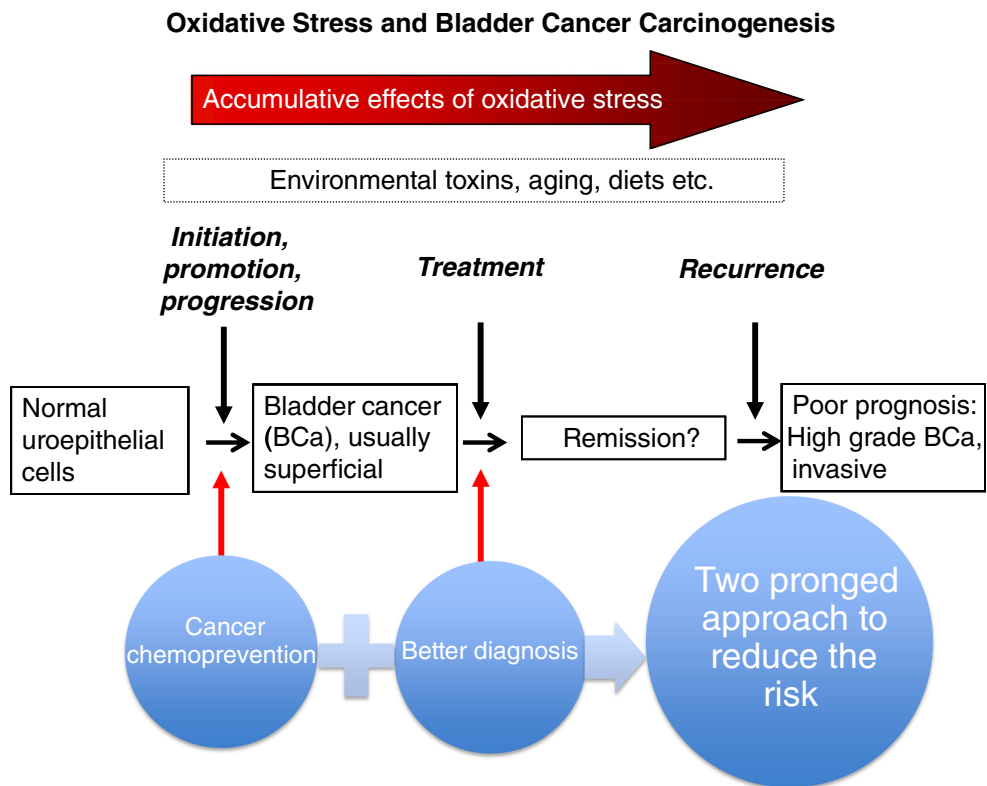 Oxidative Stress and Bladder Cancer Carcinogenesis
Accumulative effects of oxidative stress
Environmental toxins, aging, diets etc.
Initiation,
promotion,
progression
Treatment
Recurrence
Normal
uroepithelial
cells
Bladder cancer
(BCa), usually
superficial
Remission?
Poor prognosis:
High grade BCa,
invasive
Cancer
chemoprevention
Better diagnosis
Two pronged
approach to
reduce the
risk